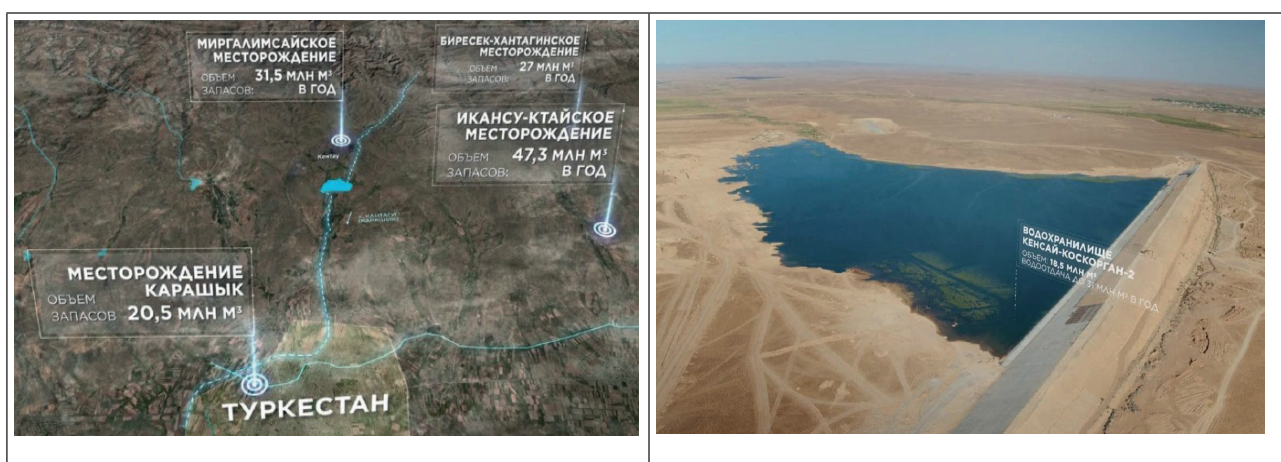 МИРГАЛИМСАЙСКОЕ
МЕСТОРОЖДЕНИЕ
ОБЪЕМ
ЗАПАСОВ:
31,5 МЛН М³
В ГОД
БИРЕСЕК-ХАНТАГИНСКОЕ
МЕСТОРОЖДЕНИЕ
ОБЪЕМ
ЗАПАСОВ:
27 МЛН М³
В ГОД
ИКАНСУ-КТАЙСКОЕ
МЕСТОРОЖДЕНИЕ
ОБЪЕМ
ЗАПАСОВ:
47,3 МЛН М³
В ГОД
Кентау
МЕСТОРОЖДЕНИЕ
КАРАШЫК
ОБЪЕМ
ЗАПАСОВ
20,5 МЛН М³
ТУРКЕСТАН
ВОДОХРАНИЛИЩЕ
КЕНСАЙ-КОСКОРГАН-2
ОБЪЕМ: 18,5 МЛН М³
ВОДООТДАЧА ДО 31 МЛН М³ В ГОД